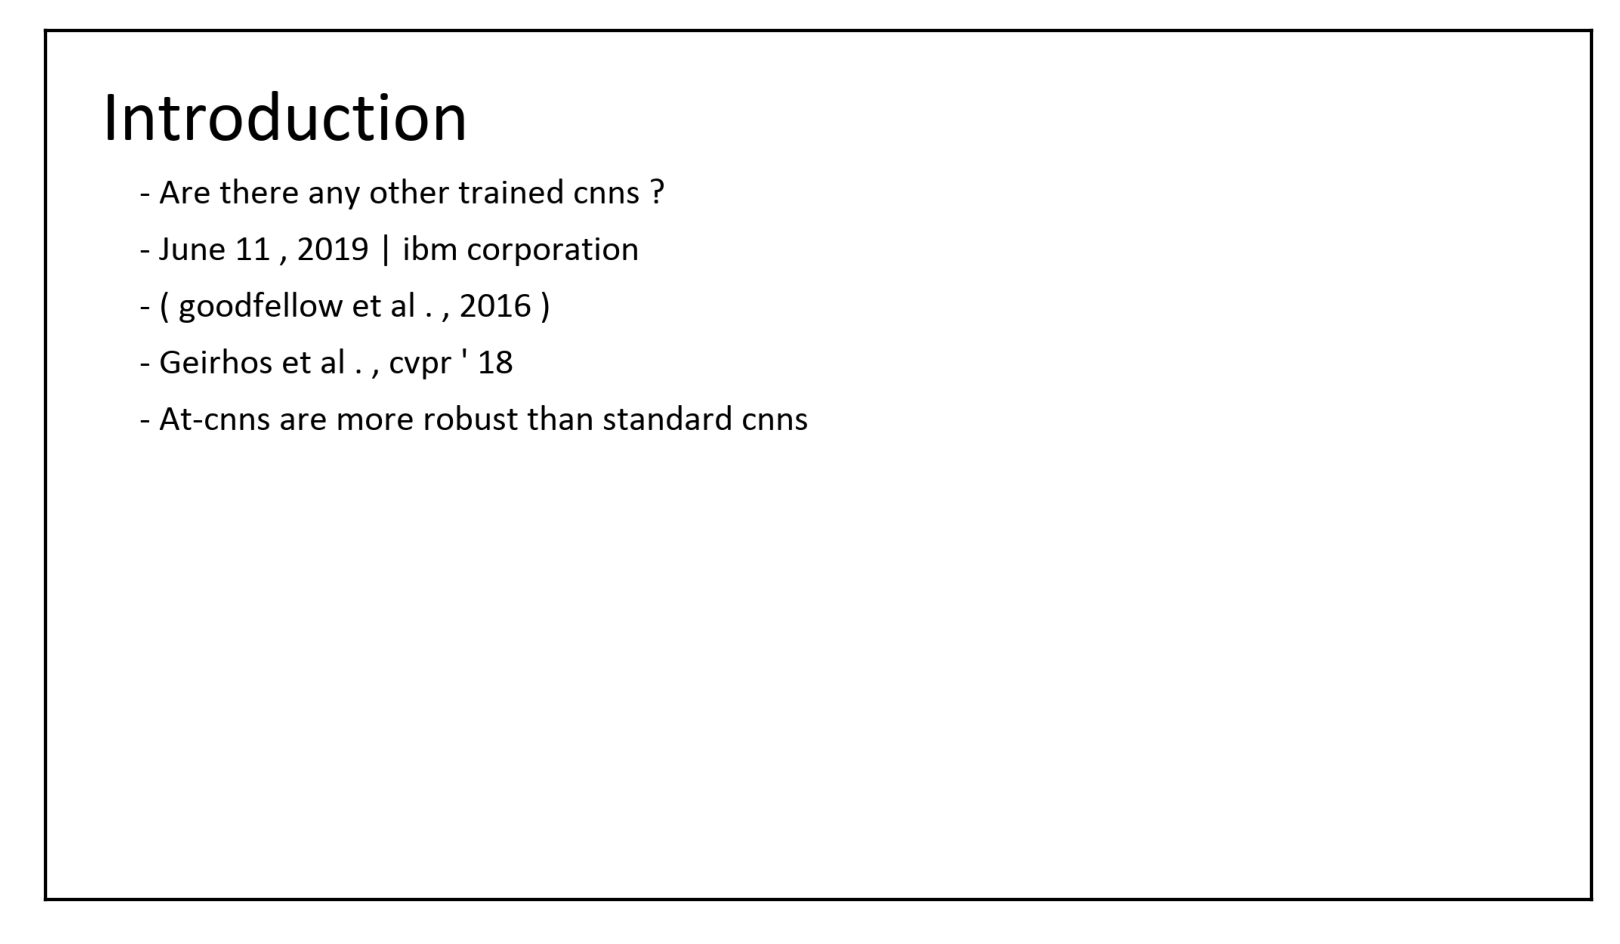 Introduction
- Are there any other trained cnns ?
- June 11 , 2019 | ibm corporation
- ( goodfellow et al . , 2016 )
- Geirhos et al . , cvpr ' 18
- At-cnns are more robust than standard cnns